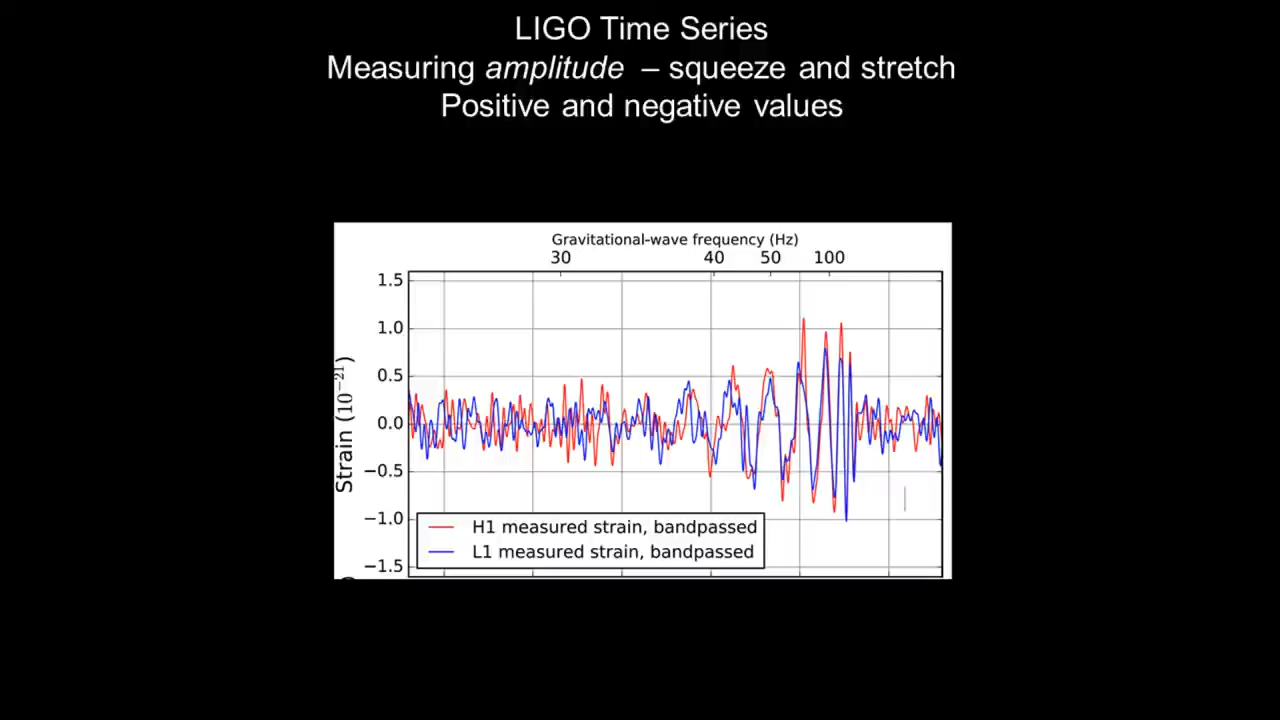 LIGO Time Series
Measuring amplitude – squeeze and stretch
Positive and negative values
Gravitational-wave frequency (Hz)
30 40 50 100
1.5
1.0
0.5
0.0
−0.5
−1.0
−1.5
Strain (10⁻²¹)
H1 measured strain, bandpassed
L1 measured strain, bandpassed